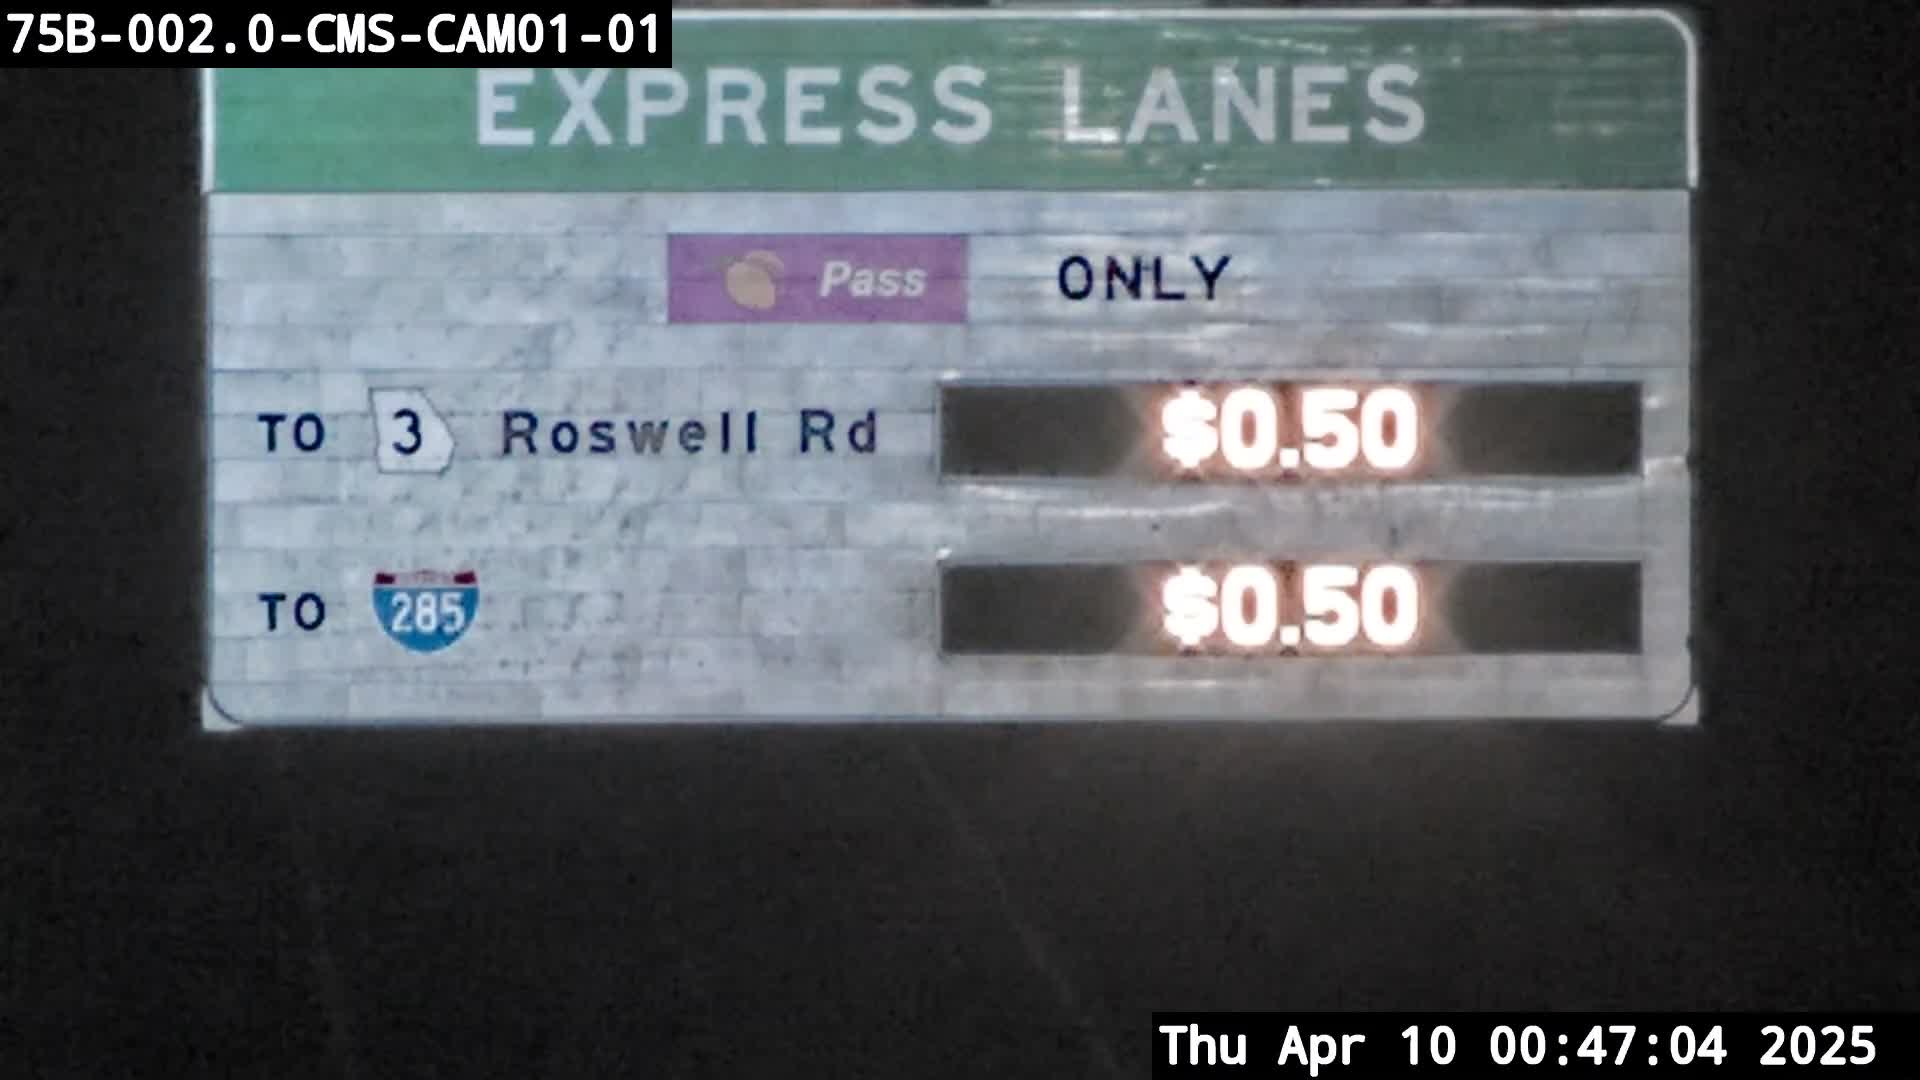 75B-002.0-CMS-CAM01-01
EXPRESS LANES
Pass ONLY
TO 3 Roswell Rd $0.50
TO 285 $0.50
Thu Apr 10 00:47:04 2025